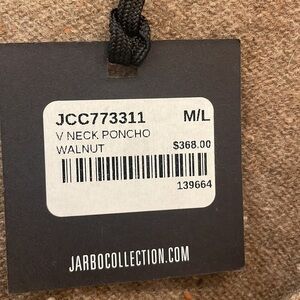 JCC773311 M/L
V NECK PONCHO
WALNUT $368.00
139664
JARBOCOLLECTION.COM